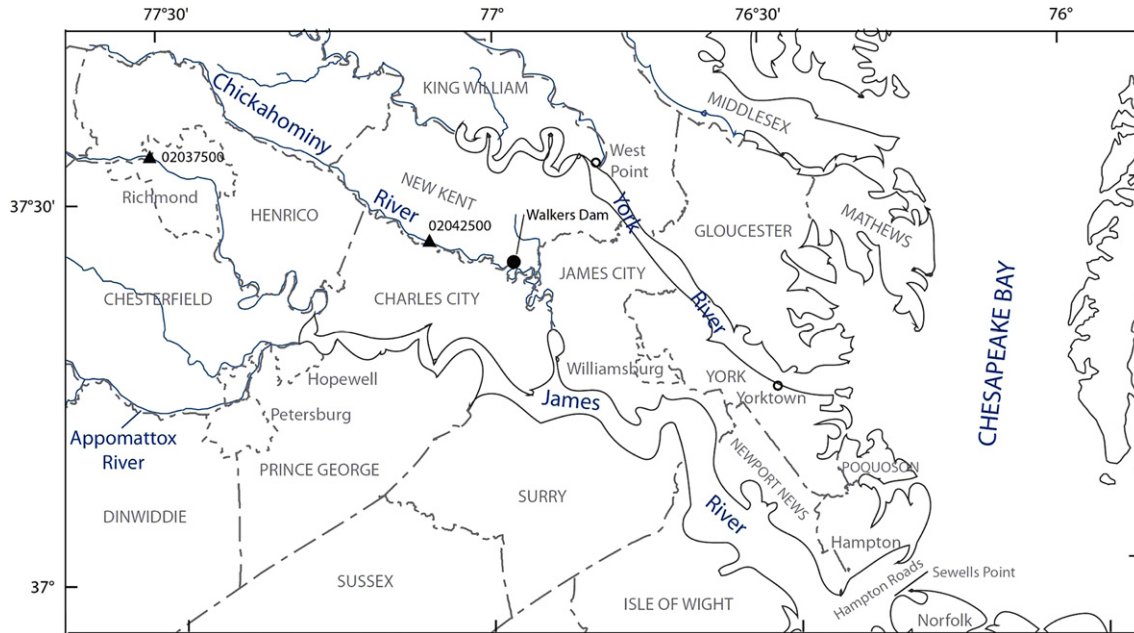 77°30'
77°
76°30'
76°
KING WILLIAM
Chickahominy
MIDDLESEX
02037500
West
Point
Richmond
NEW KENT
37°30'
River
HENRICO
02042500
Walkers Dam
York
GLOUCESTER
MATHEWS
CHESTERFIELD
CHARLES CITY
JAMES CITY
River
CHESAPEAKE BAY
Hopewell
Williamsburg
YORK
Yorktown
James
Petersburg
Appomattox
River
PRINCE GEORGE
NEWPORT NEWS
POQUOSON
DINWIDDIE
SURRY
River
Hampton
SUSSEX
Hampton Roads
Sewells Point
37°
ISLE OF WIGHT
Norfolk